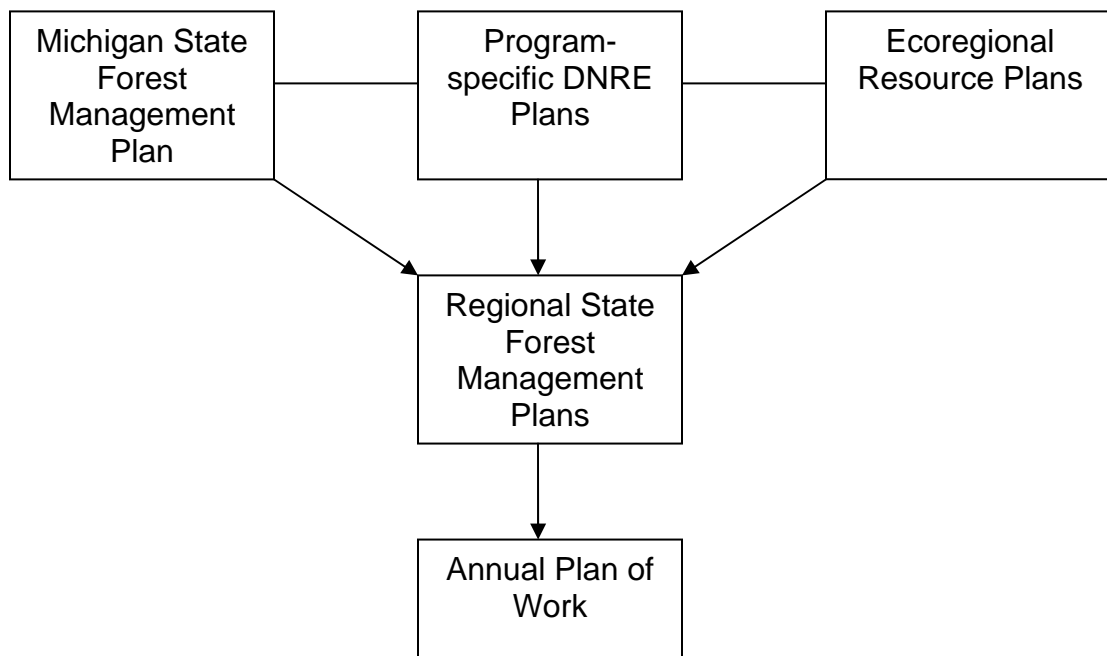 Michigan State
Forest
Management
Plan
Program-
specific DNRE
Plans
Ecoregional
Resource Plans
Regional State
Forest
Management
Plans
Annual Plan of
Work